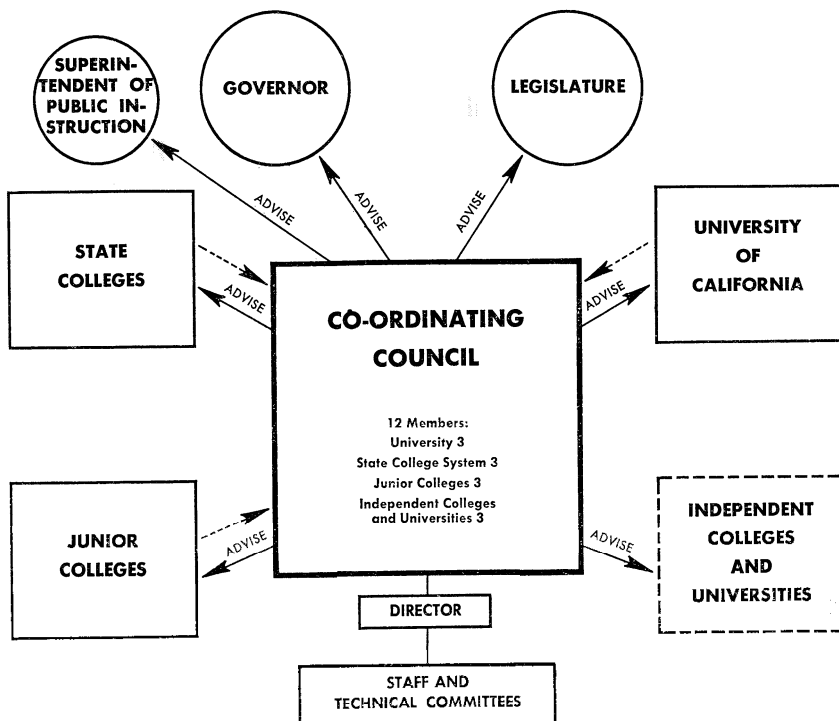 SUPERIN-
TENDENT OF
PUBLIC IN-
STRUCTION
GOVERNOR
LEGISLATURE
ADVISE
ADVISE
ADVISE
STATE
COLLEGES
ADVISE
UNIVERSITY
OF
CALIFORNIA
ADVISE
CO-ORDINATING
COUNCIL
12 Members:
University 3
State College System 3
Junior Colleges 3
Independent Colleges
and Universities 3
JUNIOR
COLLEGES
ADVISE
INDEPENDENT
COLLEGES
AND
UNIVERSITIES
ADVISE
DIRECTOR
STAFF AND
TECHNICAL COMMITTEES